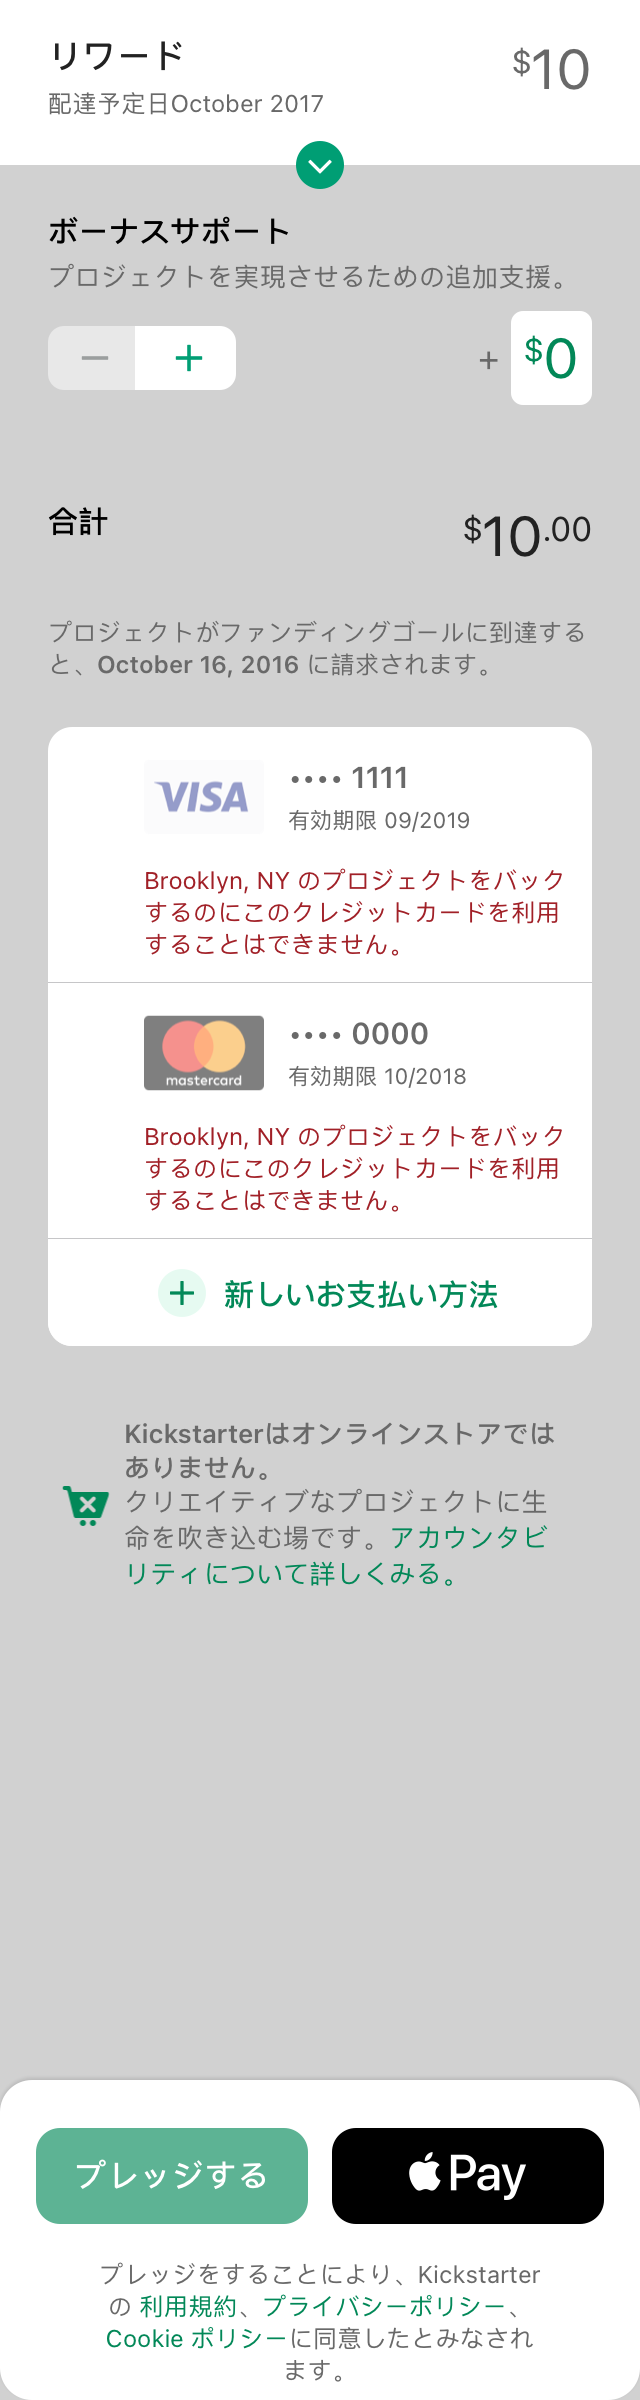 リワード
$10
配達予定日October 2017
ボーナスサポート
プロジェクトを実現させるための追加支援。
+ $0
合計
$10.00
プロジェクトがファンディングゴールに到達する
と、October 16, 2016 に請求されます。
VISA
•••• 1111
有効期限 09/2019
Brooklyn, NY のプロジェクトをバック
するのにこのクレジットカードを利用
することはできません。
mastercard
•••• 0000
有効期限 10/2018
Brooklyn, NY のプロジェクトをバック
するのにこのクレジットカードを利用
することはできません。
新しいお支払い方法
Kickstarterはオンラインストアでは
ありません。
クリエイティブなプロジェクトに生
命を吹き込む場です。アカウンタビ
リティについて詳しくみる。
プレッジする
Pay
プレッジをすることにより、Kickstarter
の 利用規約、プライバシーポリシー、
Cookie ポリシーに同意したとみなされ
ます。